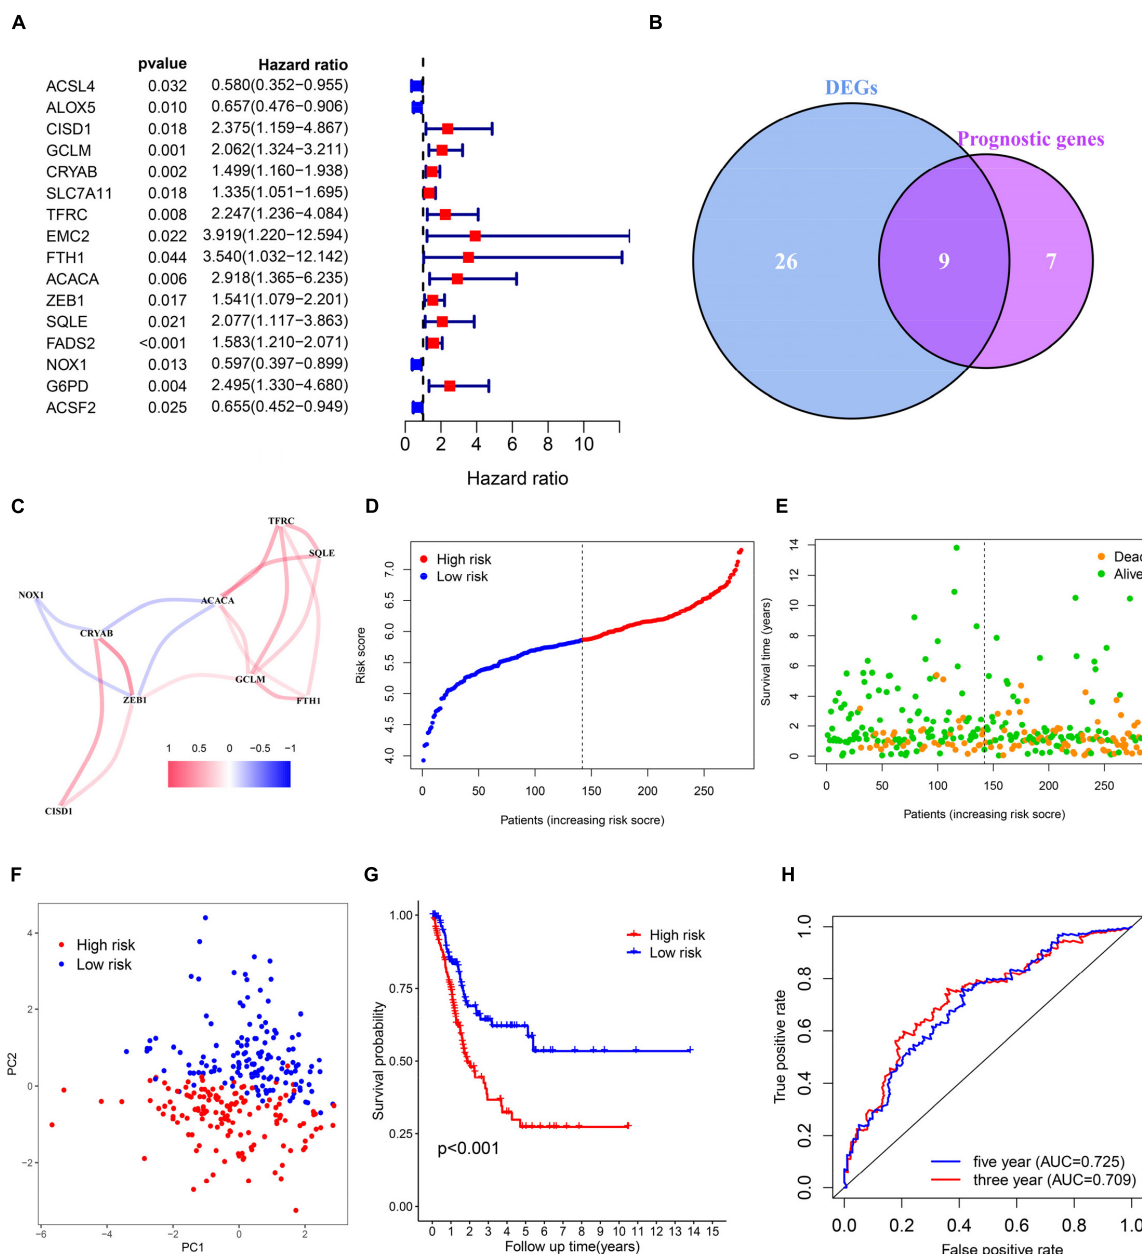 A
pvalue Hazard ratio
ACSL4 0.032 0.580(0.352−0.955)
ALOX5 0.010 0.657(0.476−0.906)
CISD1 0.018 2.375(1.159−4.867)
GCLM 0.001 2.062(1.324−3.211)
CRYAB 0.002 1.499(1.160−1.938)
SLC7A11 0.018 1.335(1.051−1.695)
TFRC 0.008 2.247(1.236−4.084)
EMC2 0.022 3.919(1.220−12.594)
FTH1 0.044 3.540(1.032−12.142)
ACACA 0.006 2.918(1.365−6.235)
ZEB1 0.017 1.541(1.079−2.201)
SQLE 0.021 2.077(1.117−3.863)
FADS2 <0.001 1.583(1.210−2.071)
NOX1 0.013 0.597(0.397−0.899)
G6PD 0.004 2.495(1.330−4.680)
ACSF2 0.025 0.655(0.452−0.949)
0 2 4 6 8 10
Hazard ratio
B
DEGs
Prognostic genes
26 9 7
C
TFRC
SQLE
NOX1
ACACA
CRYAB
GCLM
ZEB1
FTH1
1 0.5 0 −0.5 −1
CISD1
D
High risk
Low risk
7.0
6.5
6.0
5.5
5.0
4.5
4.0
Risk score
0 50 100 150 200 250
Patients (increasing risk socre)
E
Dead
Alive
14
12
10
8
6
4
2
0
Survival time (years)
0 50 100 150 200 250
Patients (increasing risk socre)
F
High risk
Low risk
4
2
0
−2
PC2
−6 −4 −2 0 2
PC1
G
High risk
Low risk
1.00
0.75
0.50
0.25
0.00
Survival probability
p<0.001
0 1 2 3 4 5 6 7 8 9 10 11 12 13 14 15
Follow up time(years)
H
1.0
0.8
0.6
0.4
0.2
0.0
True positive rate
five year (AUC=0.725)
three year (AUC=0.709)
0.0 0.2 0.4 0.6 0.8 1.0
False positive rate